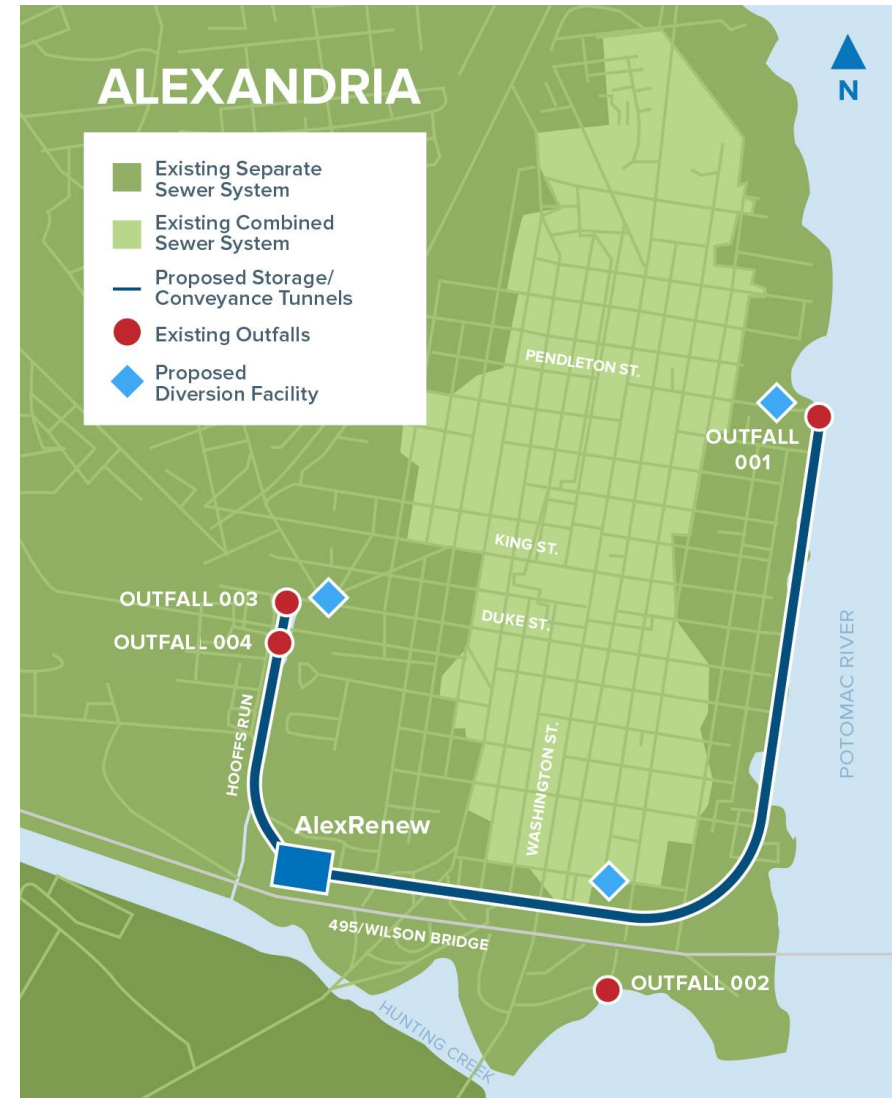 ALEXANDRIA
N
Existing Separate
Sewer System
Existing Combined
Sewer System
Proposed Storage/
Conveyance Tunnels
Existing Outfalls
Proposed
Diversion Facility
PENDLETON ST.
OUTFALL
001
KING ST.
OUTFALL 003
DUKE ST.
OUTFALL 004
POTOMAC RIVER
HOOFFS RUN
WASHINGTON ST.
AlexRenew
495/WILSON BRIDGE
OUTFALL 002
HUNTING CREEK